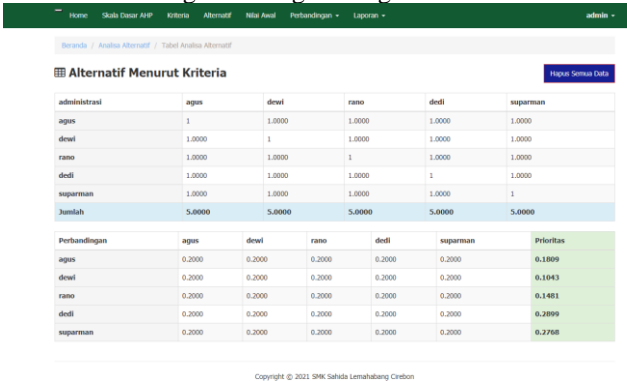 Home Skala Dasar AHP Kriteria Alternatif Nilai Awal Perbandingan Laporan admin
Beranda / Analisa Alternatif / Tabel Analisa Alternatif
Alternatif Menurut Kriteria
Hapus Semua Data
administrasi agus dewi rano dedi suparman
agus 1 1.0000 1.0000 1.0000 1.0000
dewi 1.0000 1 1.0000 1.0000 1.0000
rano 1.0000 1.0000 1 1.0000 1.0000
dedi 1.0000 1.0000 1.0000 1 1.0000
suparman 1.0000 1.0000 1.0000 1.0000 1
Jumlah 5.0000 5.0000 5.0000 5.0000 5.0000
Perbandingan agus dewi rano dedi suparman Prioritas
agus 0.2000 0.2000 0.2000 0.2000 0.2000 0.1809
dewi 0.2000 0.2000 0.2000 0.2000 0.2000 0.1043
rano 0.2000 0.2000 0.2000 0.2000 0.2000 0.1481
dedi 0.2000 0.2000 0.2000 0.2000 0.2000 0.2899
suparman 0.2000 0.2000 0.2000 0.2000 0.2000 0.2768
Copyright © 2021 SMK Sahida Lemahabang Cirebon